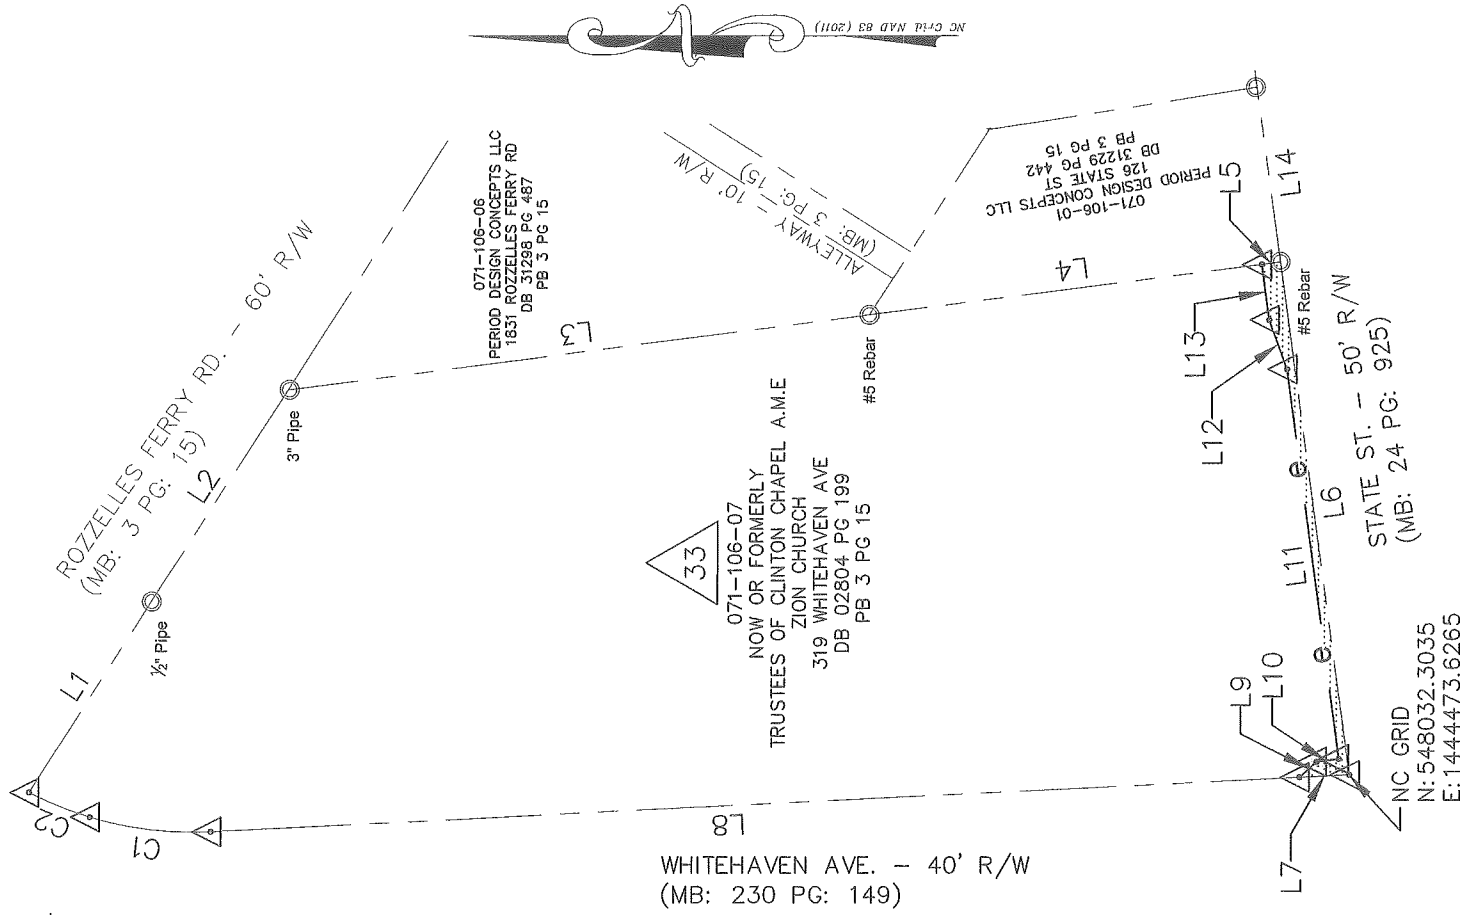 NC Grid NAD 83 (2011)
ROZZELLES FERRY RD. - 60' R/W
(MB: 3 PG: 15)
L1
L2
C2
C1
½" Pipe
3" Pipe
071-106-06
PERIOD DESIGN CONCEPTS LLC
1831 ROZZELLES FERRY RD
DB 31298 PG 487
PB 3 PG 15
L3
ALLEYWAY - 10' R/W
(MB: 3 PG: 15)
071-106-01
PERIOD DESIGN CONCEPTS LLC
126 STATE ST
DB 31229 PG 442
PB 3 PG 15
#5 Rebar
L4
L5
L14
33
071-106-07
NOW OR FORMERLY
TRUSTEES OF CLINTON CHAPEL A.M.E
ZION CHURCH
319 WHITEHAVEN AVE
DB 02804 PG 199
PB 3 PG 15
L13
L12
#5 Rebar
e
e
L11
L6
STATE ST. - 50' R/W
(MB: 24 PG: 925)
L8
L9
L10
L7
WHITEHAVEN AVE. - 40' R/W
(MB: 230 PG: 149)
NC GRID
N:548032.3035
E:1444473.6265